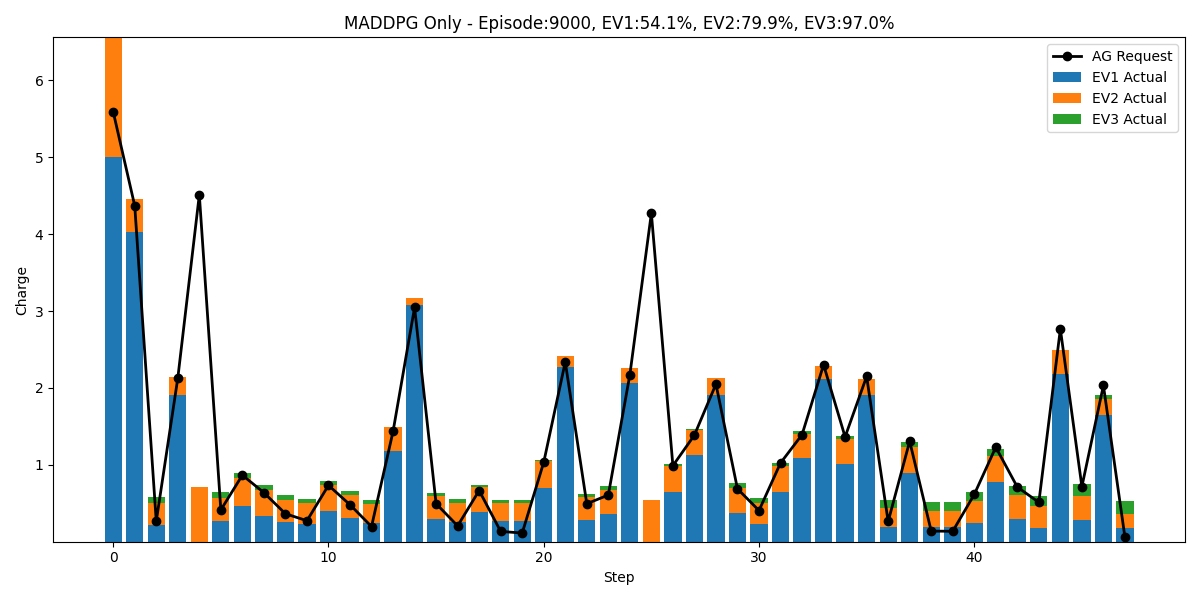 MADDPG Only - Episode:9000, EV1:54.1%, EV2:79.9%, EV3:97.0%
AG Request
EV1 Actual
EV2 Actual
EV3 Actual
Charge
6
5
4
3
2
1
0 10 20 30 40
Step